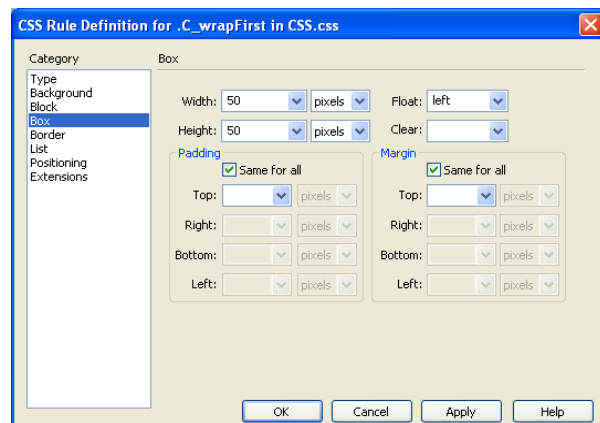 CSS Rule Definition for .C_wrapFirst in CSS.css
Category
Box
Type
Background
Block
Box
Border
List
Positioning
Extensions
Width: 50 pixels Float: left
Height: 50 pixels Clear:
Padding Margin
Same for all Same for all
Top: pixels Top: pixels
Right: pixels Right: pixels
Bottom: pixels Bottom: pixels
Left: pixels Left: pixels
OK Cancel Apply Help